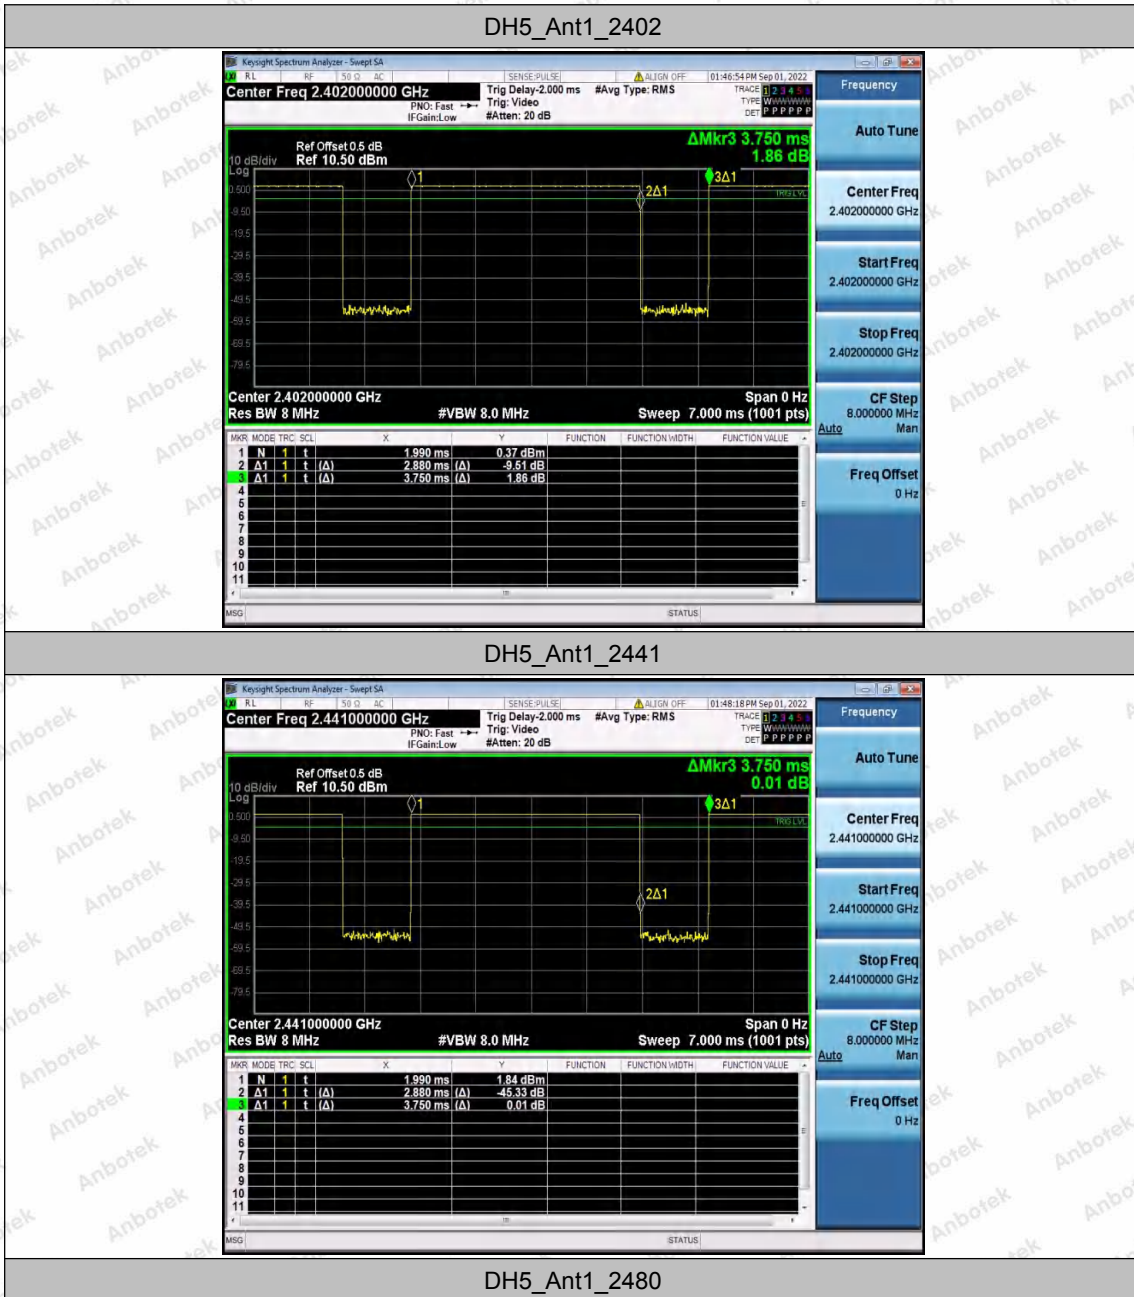 DH5_Ant1_2402
Keysight Spectrum Analyzer - Swept SA
RL RF 50 Ω AC SENSE:PULSE ALIGN OFF 01:46:54 PM Sep 01, 2022
Center Freq 2.402000000 GHz
PNO: Fast
IFGain:Low
Trig Delay-2.000 ms
Trig: Video
#Atten: 20 dB
#Avg Type: RMS
TRACE 1 2 3 4 5 6
TYPE WWWWWW
DET P P P P P P
ΔMkr3 3.750 ms
1.86 dB
Ref Offset 0.5 dB
10 dB/div Ref 10.50 dBm
Log
0.500
-9.50
-19.5
-29.5
-39.5
-49.5
-59.5
-69.5
-79.5
1
2Δ1
3Δ1
TRIG LVL
Center 2.402000000 GHz Span 0 Hz
Res BW 8 MHz #VBW 8.0 MHz Sweep 7.000 ms (1001 pts)
MKR MODE TRC SCL X Y FUNCTION FUNCTION WIDTH FUNCTION VALUE
1 N 1 t 1.990 ms 0.37 dBm
2 Δ1 1 t (Δ) 2.880 ms (Δ) -9.51 dB
3 Δ1 1 t (Δ) 3.750 ms (Δ) 1.86 dB
4
5
6
7
8
9
10
11
MSG STATUS
Frequency
Auto Tune
Center Freq
2.402000000 GHz
Start Freq
2.402000000 GHz
Stop Freq
2.402000000 GHz
CF Step
8.000000 MHz
Auto Man
Freq Offset
0 Hz
DH5_Ant1_2441
Keysight Spectrum Analyzer - Swept SA
RL RF 50 Ω AC SENSE:PULSE ALIGN OFF 01:48:18 PM Sep 01, 2022
Center Freq 2.441000000 GHz
PNO: Fast
IFGain:Low
Trig Delay-2.000 ms
Trig: Video
#Atten: 20 dB
#Avg Type: RMS
TRACE 1 2 3 4 5 6
TYPE WWWWWW
DET P P P P P P
ΔMkr3 3.750 ms
0.01 dB
Ref Offset 0.5 dB
10 dB/div Ref 10.50 dBm
Log
0.500
-9.50
-19.5
-29.5
-39.5
-49.5
-59.5
-69.5
-79.5
1
2Δ1
3Δ1
TRIG LVL
Center 2.441000000 GHz Span 0 Hz
Res BW 8 MHz #VBW 8.0 MHz Sweep 7.000 ms (1001 pts)
MKR MODE TRC SCL X Y FUNCTION FUNCTION WIDTH FUNCTION VALUE
1 N 1 t 1.990 ms 1.84 dBm
2 Δ1 1 t (Δ) 2.880 ms (Δ) -45.33 dB
3 Δ1 1 t (Δ) 3.750 ms (Δ) 0.01 dB
4
5
6
7
8
9
10
11
MSG STATUS
Frequency
Auto Tune
Center Freq
2.441000000 GHz
Start Freq
2.441000000 GHz
Stop Freq
2.441000000 GHz
CF Step
8.000000 MHz
Auto Man
Freq Offset
0 Hz
DH5_Ant1_2480
Anbotek